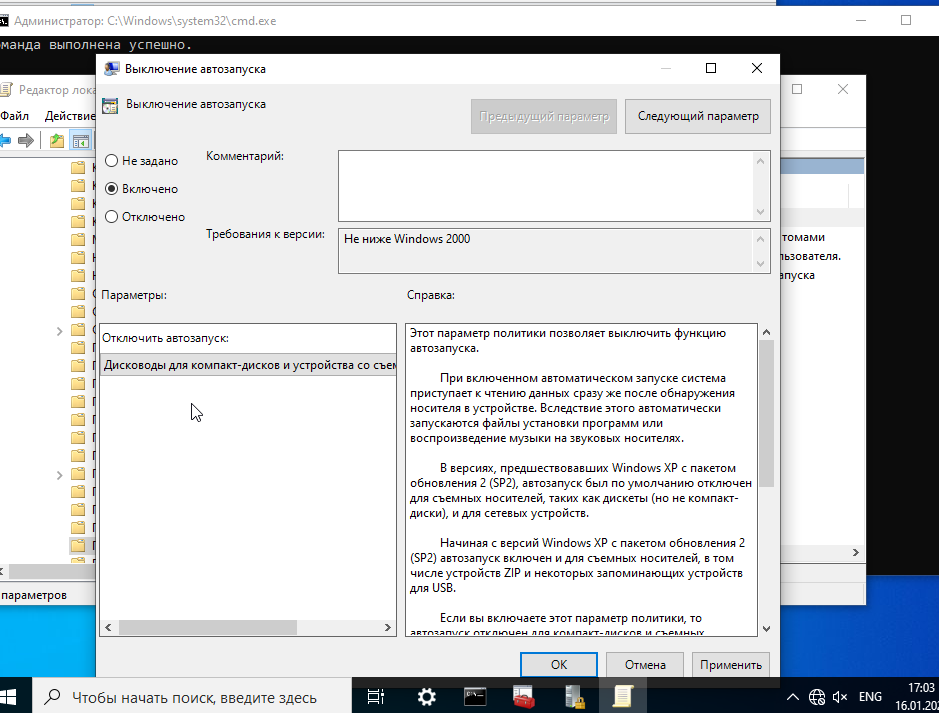 Администратор: C:\Windows\system32\cmd.exe
манда выполнена успешно.
Выключение автозапуска
Редактор лока
Файл Действие
Выключение автозапуска
Предыдущий параметр
Следующий параметр
Не задано
Включено
Отключено
Комментарий:
Требования к версии:
Не ниже Windows 2000
томами
льзователя.
апуска
Параметры:
Справка:
Отключить автозапуск:
Дисководы для компакт-дисков и устройства со съем
Этот параметр политики позволяет выключить функцию
автозапуска.
При включенном автоматическом запуске система
приступает к чтению данных сразу же после обнаружения
носителя в устройстве. Вследствие этого автоматически
запускаются файлы установки программ или
воспроизведение музыки на звуковых носителях.
В версиях, предшествовавших Windows XP с пакетом
обновления 2 (SP2), автозапуск был по умолчанию отключен
для съемных носителей, таких как дискеты (но не компакт-
диски), и для сетевых устройств.
Начиная с версий Windows XP с пакетом обновления 2
(SP2) автозапуск включен и для съемных носителей, в том
числе устройств ZIP и некоторых запоминающих устройств
для USB.
Если вы включаете этот параметр политики, то
автозапуск отключен для компакт-дисков и съемных
параметров
ОК
Отмена
Применить
Чтобы начать поиск, введите здесь
ENG
17:03
16.01.202